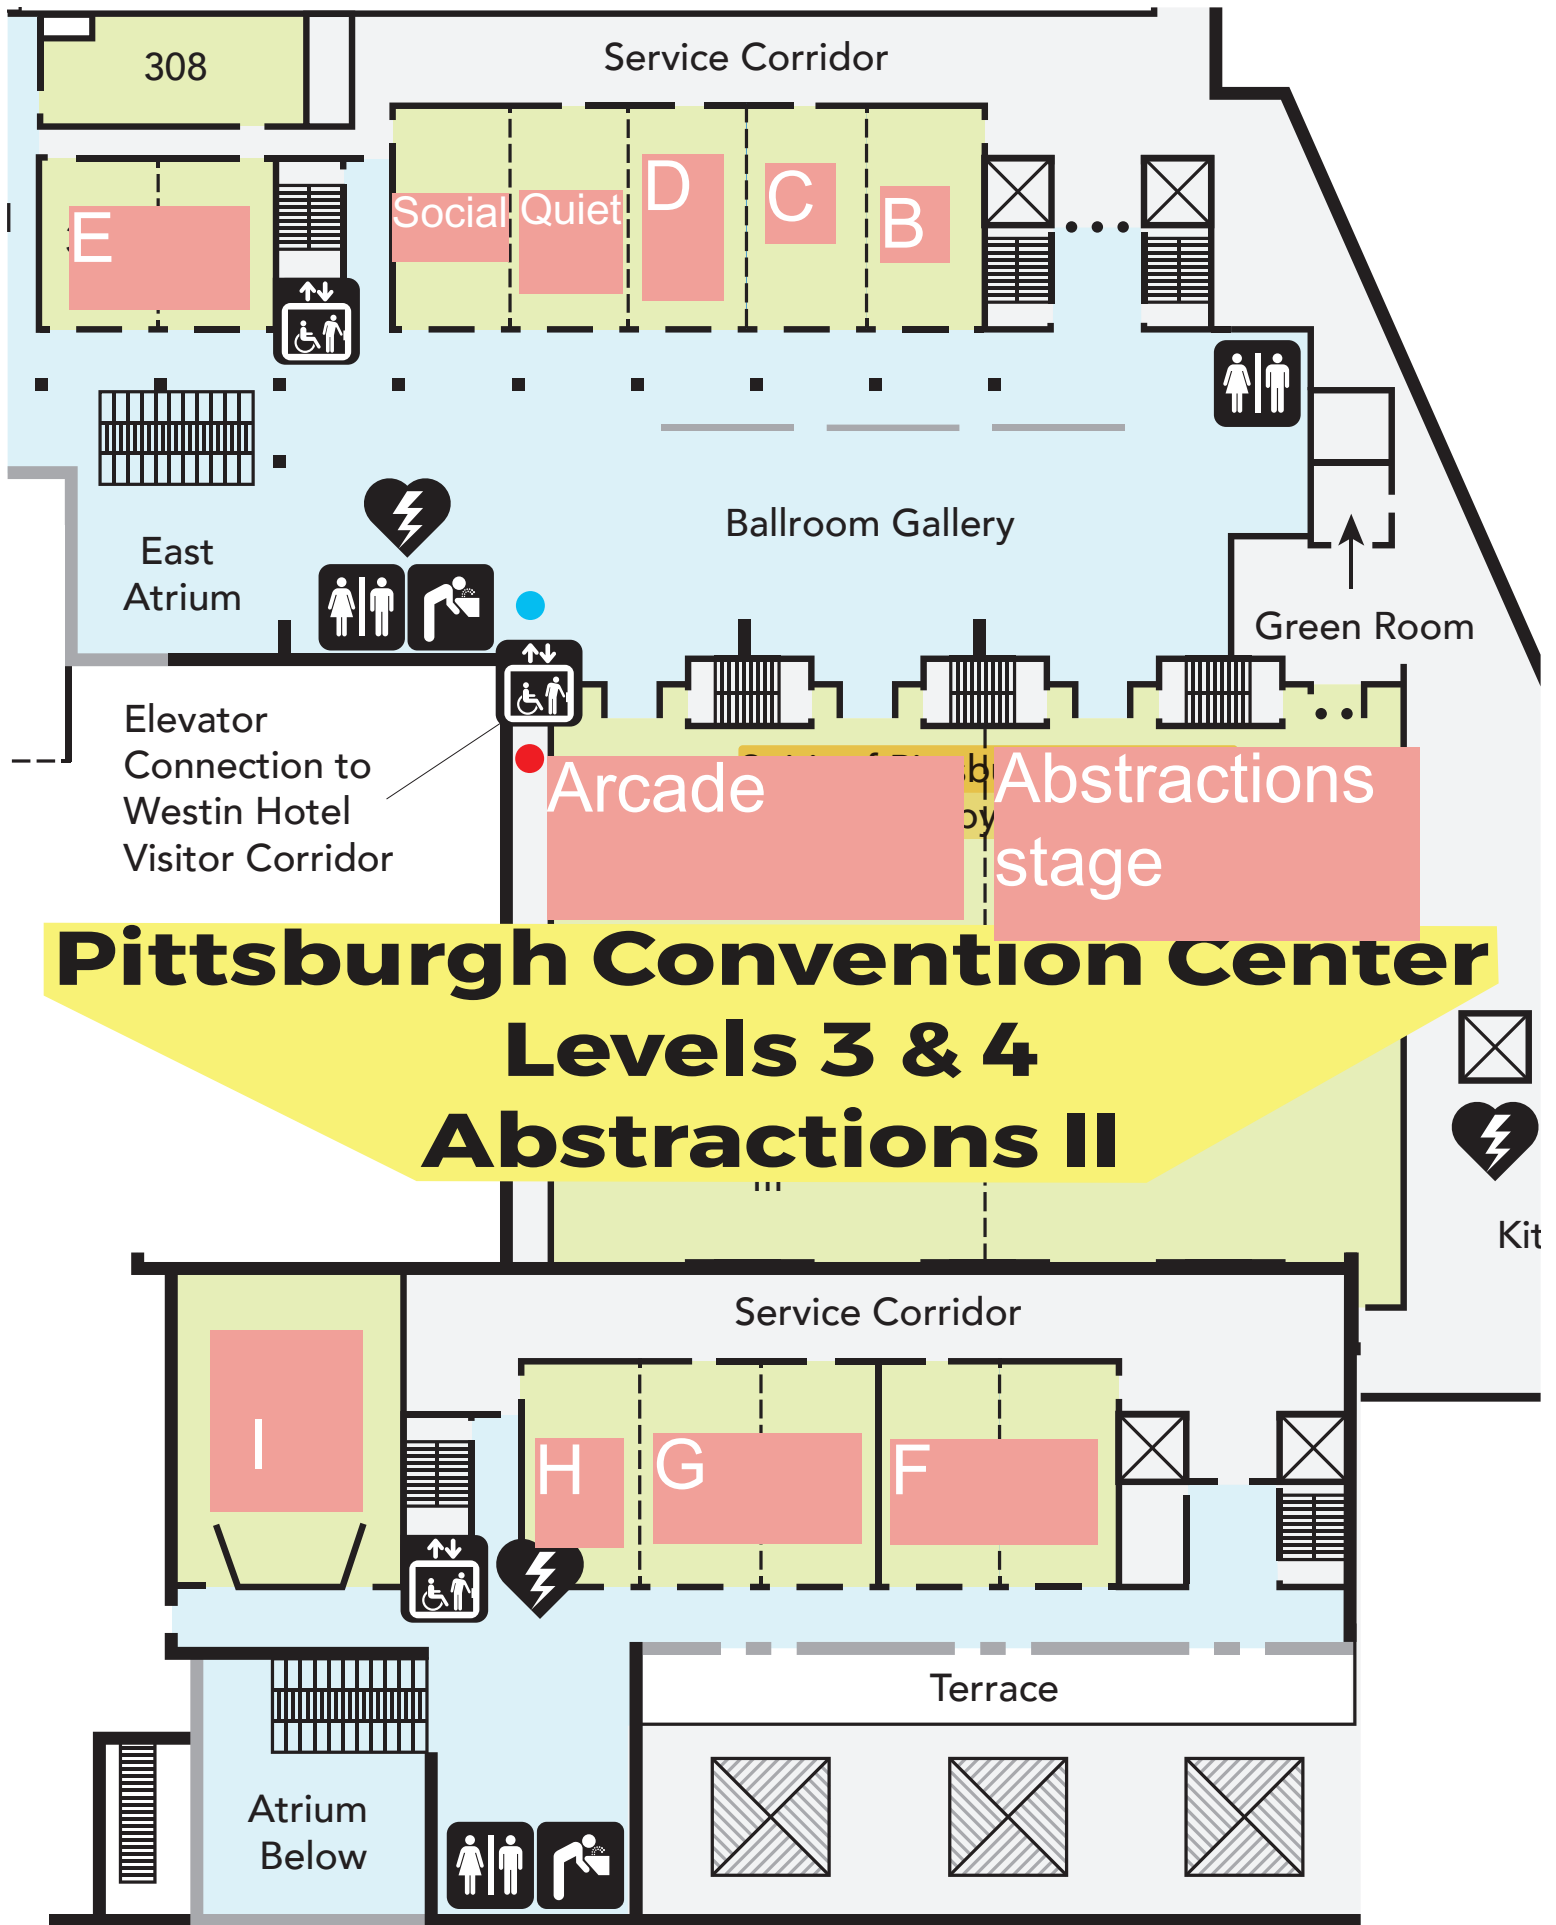 308
Service Corridor
E
Social
Quiet
D
C
B
East
Atrium
Ballroom Gallery
Green Room
Elevator
Connection to
Westin Hotel
Visitor Corridor
Arcade
Abstractions
stage
Pittsburgh Convention Center
Levels 3 & 4
Abstractions II
Kit
Service Corridor
I
H
G
F
Terrace
Atrium
Below